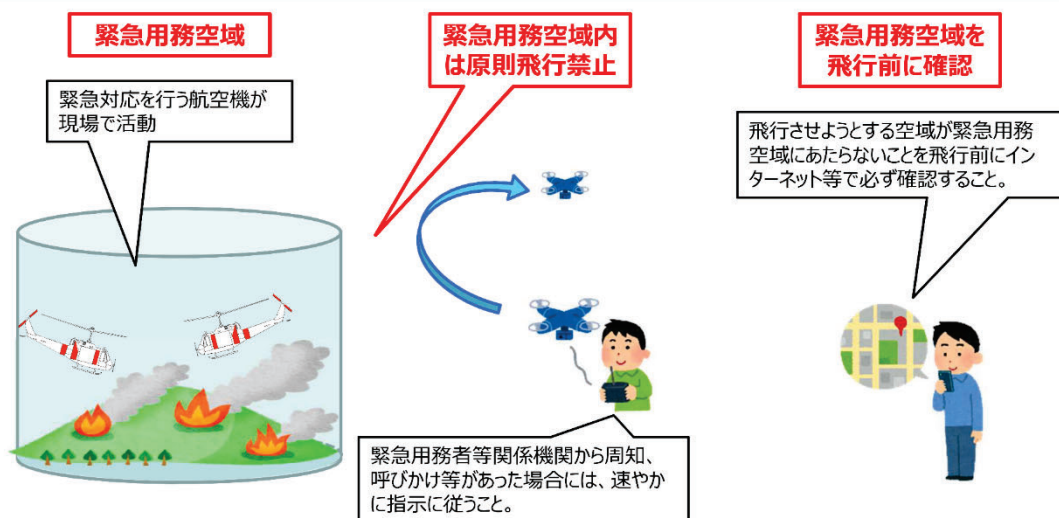 緊急用務空域
緊急対応を行う航空機が
現場で活動
緊急用務空域内
は原則飛行禁止
緊急用務者等関係機関から周知、
呼びかけ等があった場合には、速やか
に指示に従うこと。
緊急用務空域を
飛行前に確認
飛行させようとする空域が緊急用務
空域にあたらないことを飛行前にイン
ターネット等で必ず確認すること。